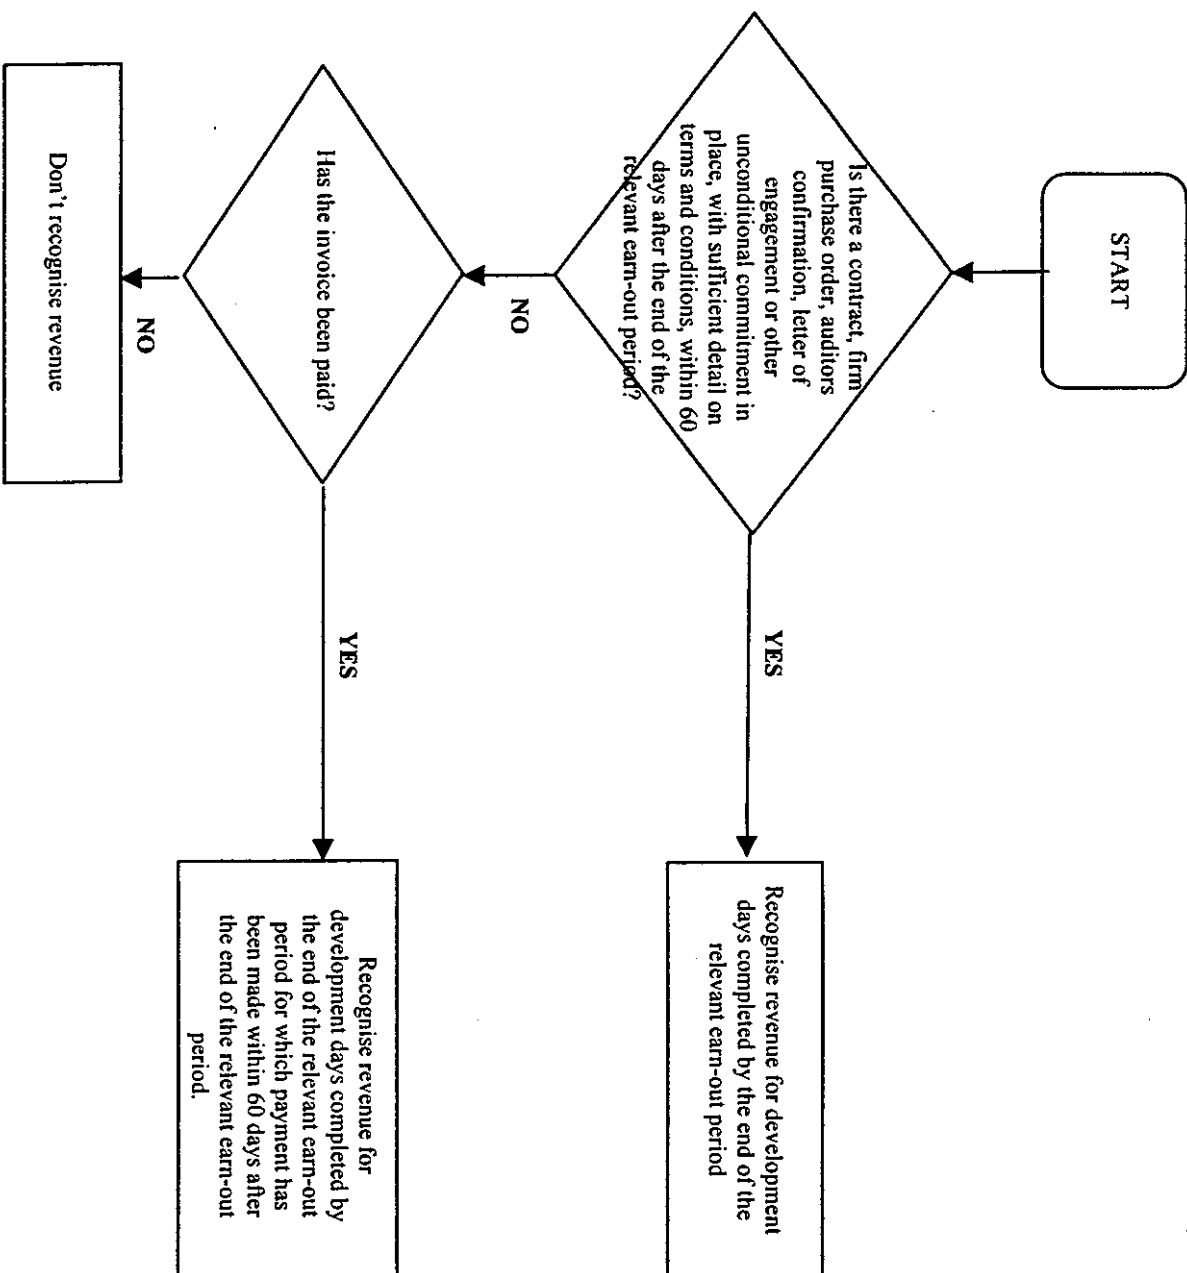 START
Is there a contract, firm
purchase order, auditors
confirmation, letter of
engagement or other
unconditional commitment in
place, with sufficient detail on
terms and conditions, within 60
days after the end of the
relevant earn-out period?
YES
Recognise revenue for development
days completed by the end of the
relevant earn-out period
NO
Has the invoice been paid?
YES
Recognise revenue for
development days completed by
the end of the relevant earn-out
period for which payment has
been made within 60 days after
the end of the relevant earn-out
period.
NO
Don't recognise revenue